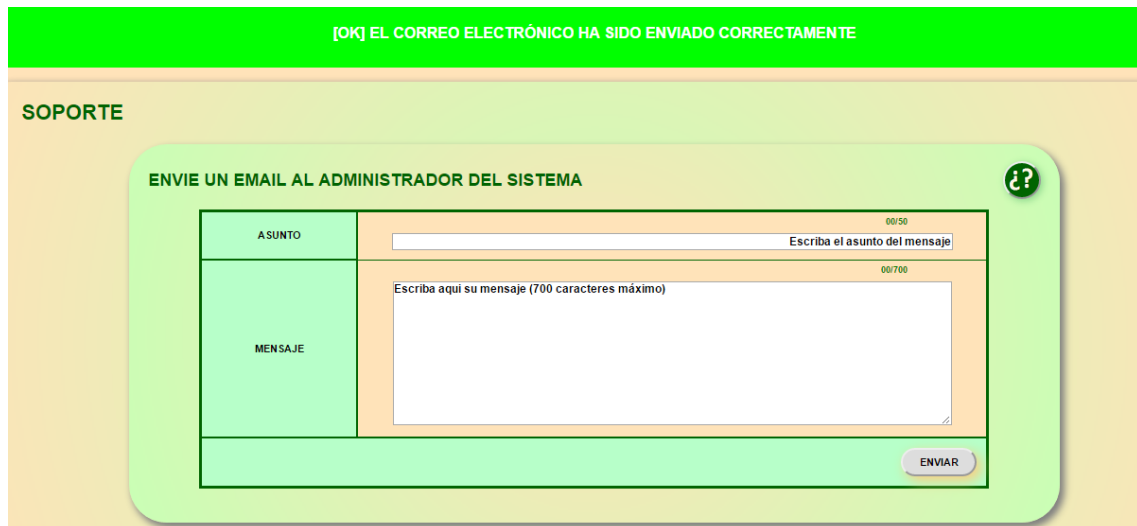 [OK] EL CORREO ELECTRÓNICO HA SIDO ENVIADO CORRECTAMENTE
SOPORTE
ENVIE UN EMAIL AL ADMINISTRADOR DEL SISTEMA
¿?
00/50
ASUNTO
Escriba el asunto del mensaje
00/700
Escriba aqui su mensaje (700 caracteres máximo)
MENSAJE
ENVIAR